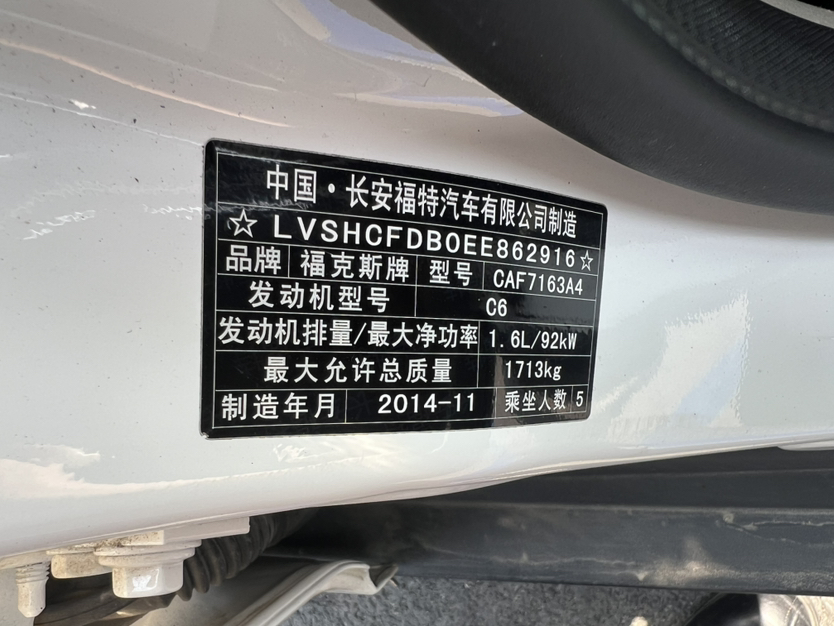 中国·长安福特汽车有限公司制造
☆LVSHCFDB0EE862916☆
品牌 福克斯牌 型号 CAF7163A4
发动机型号 C6
发动机排量/最大净功率 1.6L/92kW
最大允许总质量 1713kg
制造年月 2014-11 乘坐人数 5